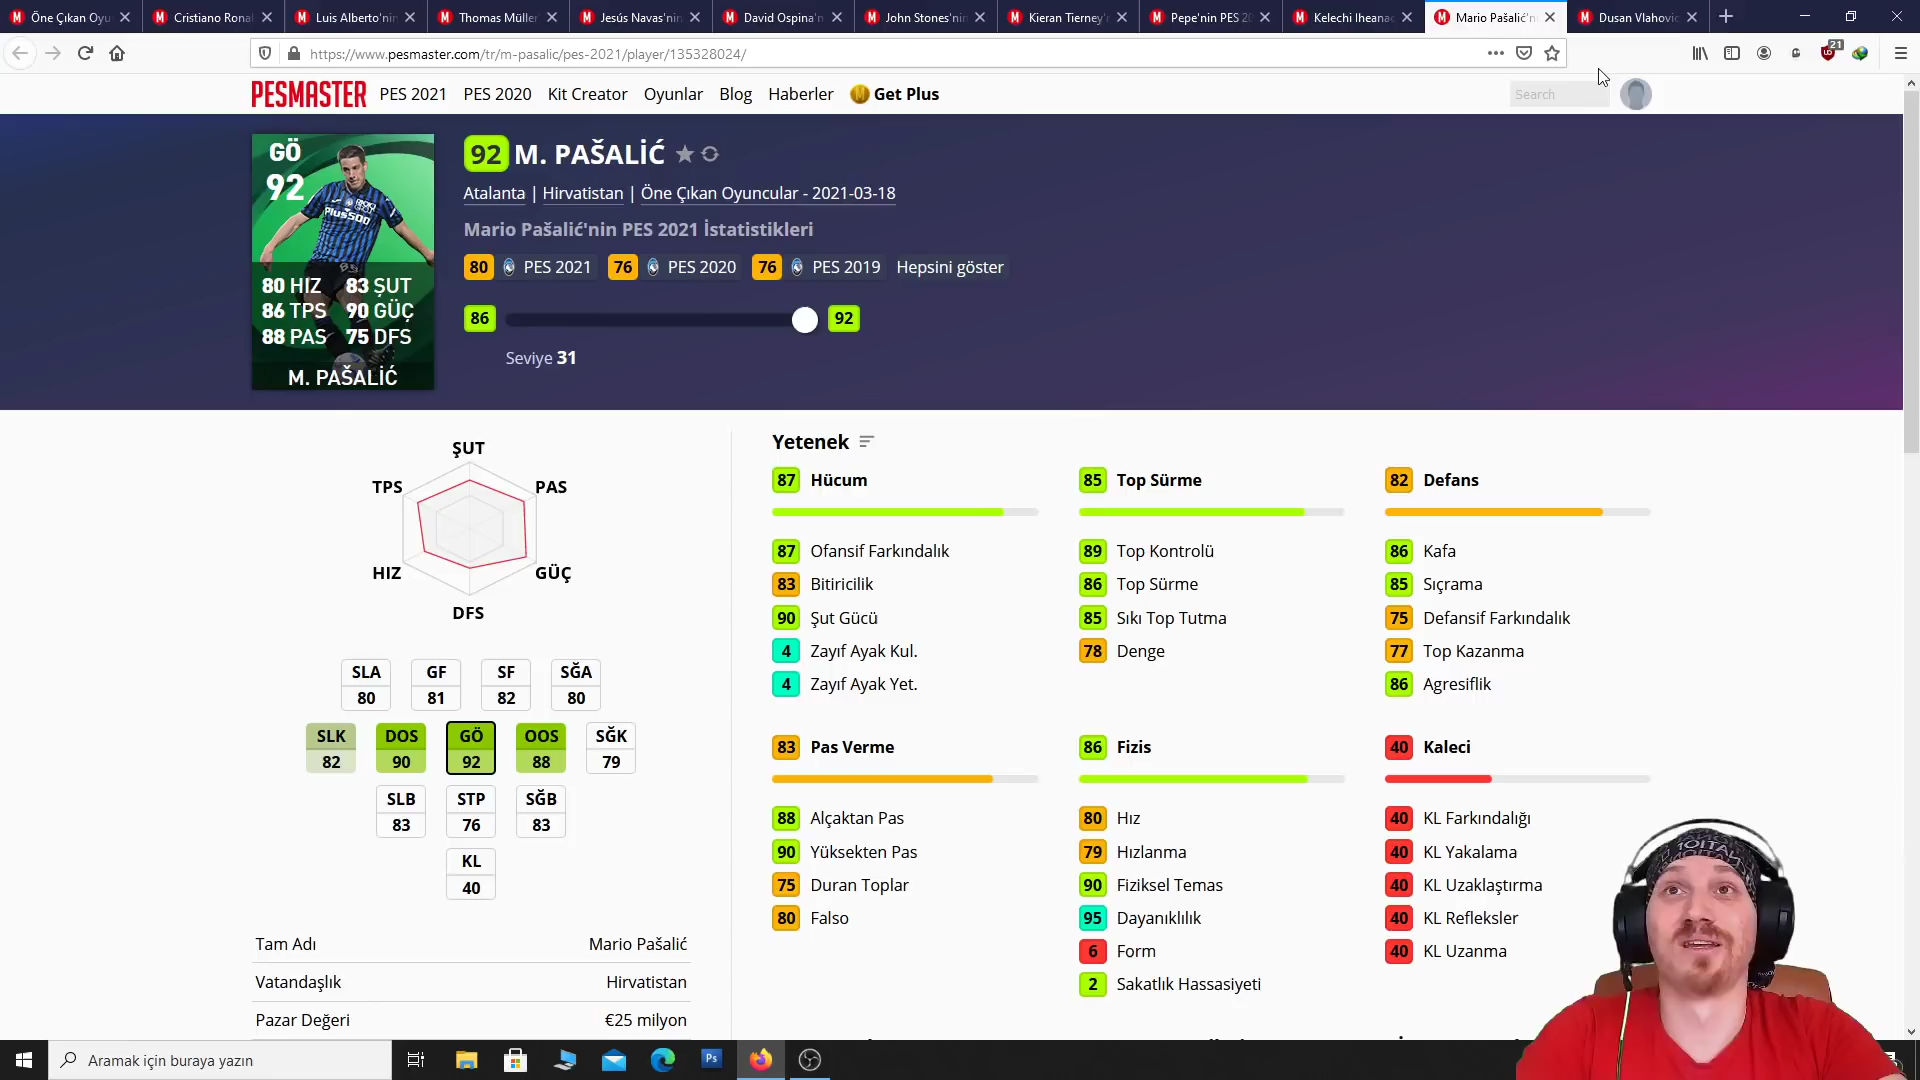 Öne Çıkan Oyu
Cristiano Ronal
Luis Alberto'nin
Thomas Müller'
Jesús Navas'nin
David Ospina'n
John Stones'nin
Kieran Tierney'
Pepe'nin PES 20
Kelechi Iheanac
Mario Pašalić'n
Dusan Vlahovic
https://www.pesmaster.com/tr/m-pasalic/pes-2021/player/135328024/
21
PESMASTER
PES 2021
PES 2020
Kit Creator
Oyunlar
Blog
Haberler
Get Plus
Search
GÖ
92
80 HIZ 83 ŞUT
86 TPS 90 GÜÇ
88 PAS 75 DFS
M. PAŠALIĆ
92 M. PAŠALIĆ
Atalanta | Hirvatistan | Öne Çıkan Oyuncular - 2021-03-18
Mario Pašalić'nin PES 2021 İstatistikleri
80 PES 2021 76 PES 2020 76 PES 2019 Hepsini göster
86 92
Seviye 31
ŞUT
TPS PAS
HIZ GÜÇ
DFS
SLA GF SF SĞA
80 81 82 80
SLK DOS GÖ OOS SĞK
82 90 92 88 79
SLB STP SĞB
83 76 83
KL
40
Tam Adı Mario Pašalić
Vatandaşlık Hirvatistan
Pazar Değeri €25 milyon
Yetenek
87 Hücum
87 Ofansif Farkındalık
83 Bitiricilik
90 Şut Gücü
4 Zayıf Ayak Kul.
4 Zayıf Ayak Yet.
85 Top Sürme
89 Top Kontrolü
86 Top Sürme
85 Sıkı Top Tutma
78 Denge
82 Defans
86 Kafa
85 Sıçrama
75 Defansif Farkındalık
77 Top Kazanma
86 Agresiflik
83 Pas Verme
88 Alçaktan Pas
90 Yüksekten Pas
75 Duran Toplar
80 Falso
86 Fizis
80 Hız
79 Hızlanma
90 Fiziksel Temas
95 Dayanıklılık
6 Form
2 Sakatlık Hassasiyeti
40 Kaleci
40 KL Farkındalığı
40 KL Yakalama
40 KL Uzaklaştırma
40 KL Refleksler
40 KL Uzanma
Aramak için buraya yazın
Ps